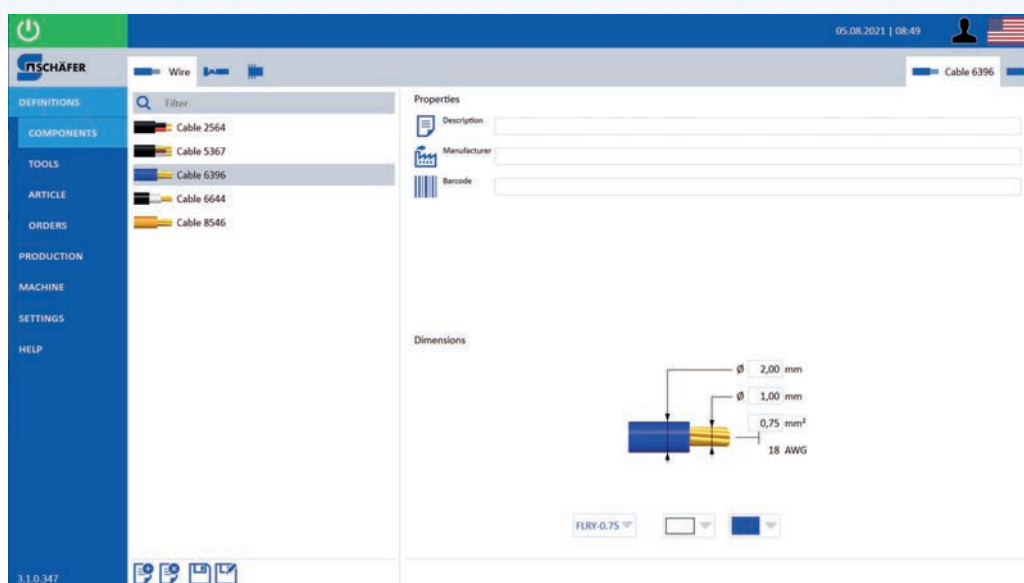 05.08.2021 | 08:49
SCHÄFER
Wire
Cable 6396
DEFINITIONS
COMPONENTS
TOOLS
ARTICLE
ORDERS
PRODUCTION
MACHINE
SETTINGS
HELP
3.1.0.347
Filter
Cable 2564
Cable 5367
Cable 6396
Cable 6644
Cable 8546
Properties
Description
Manufacturer
Barcode
Dimensions
Ø 2,00 mm
Ø 1,00 mm
0,75 mm²
18 AWG
FLRY-0.75